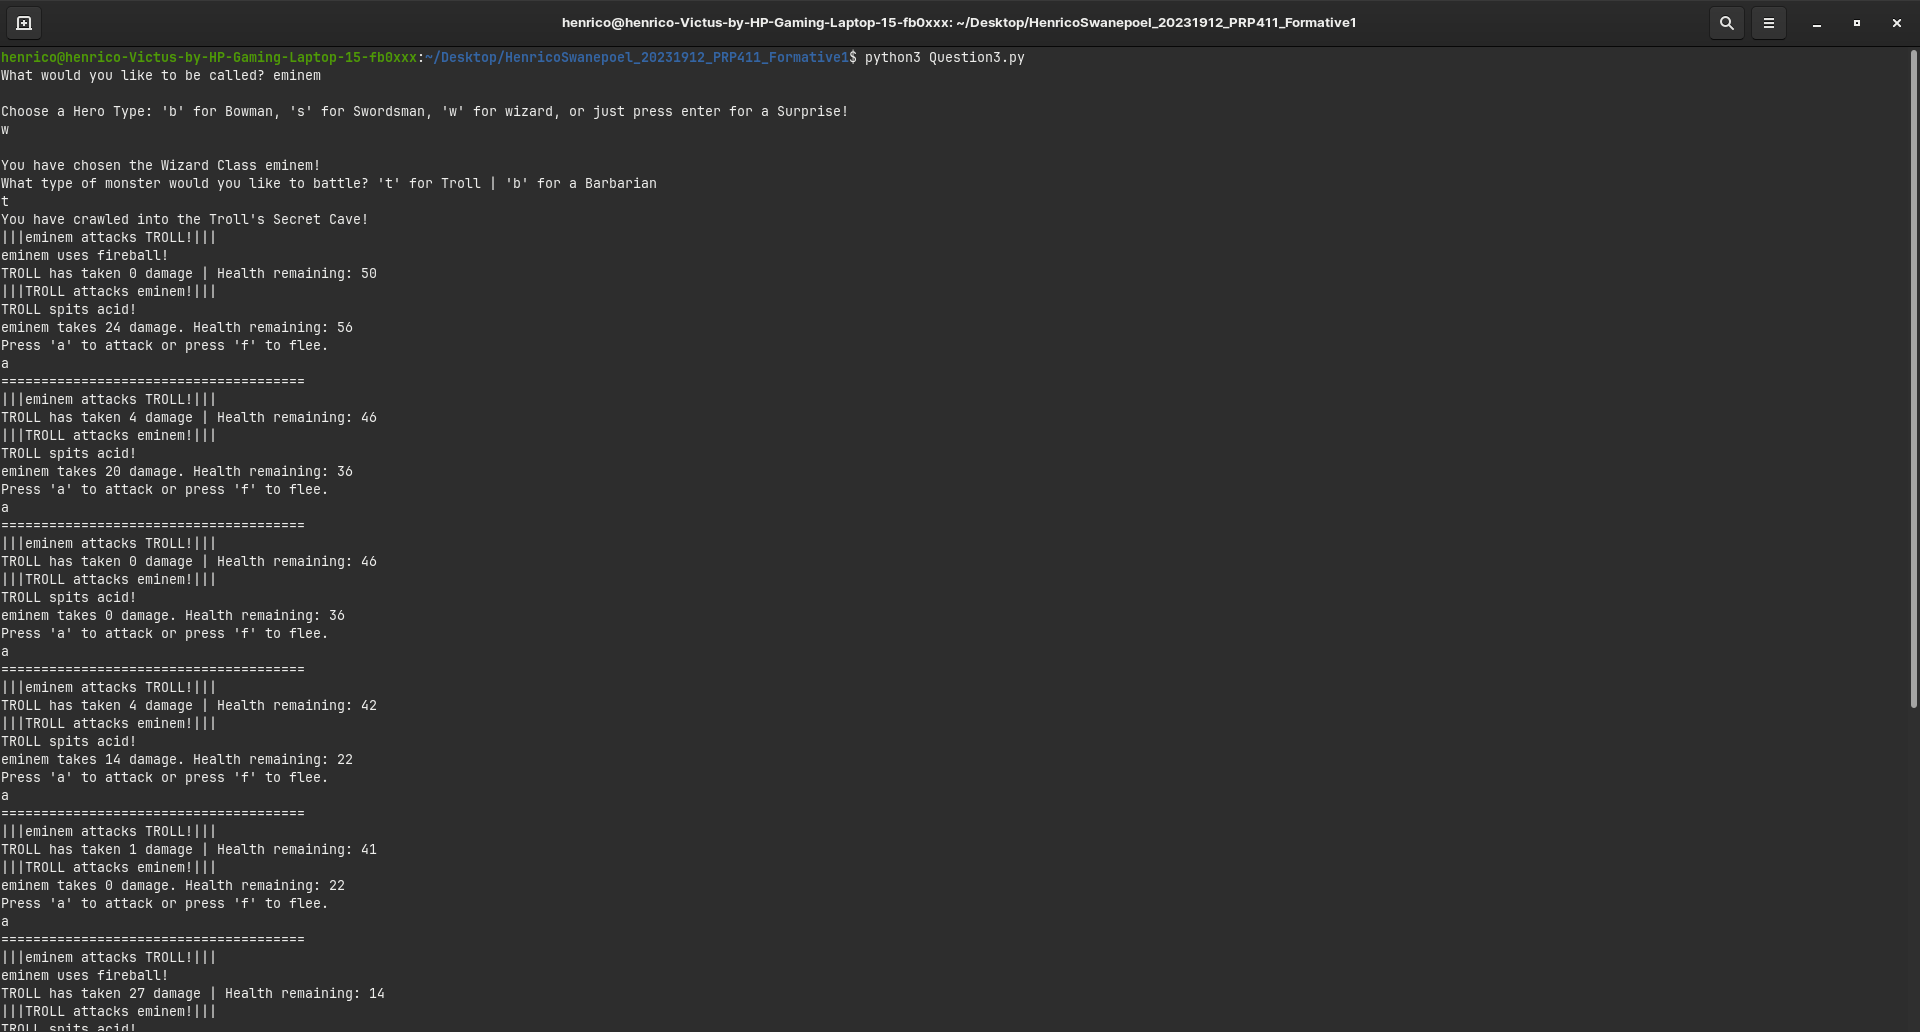 henrico@henrico-Victus-by-HP-Gaming-Laptop-15-fb0xxx: ~/Desktop/HenricoSwanepoel_20231912_PRP411_Formative1
henrico@henrico-Victus-by-HP-Gaming-Laptop-15-fb0xxx:~/Desktop/HenricoSwanepoel_20231912_PRP411_Formative1$ python3 Question3.py
What would you like to be called? eminem
Choose a Hero Type: 'b' for Bowman, 's' for Swordsman, 'w' for wizard, or just press enter for a Surprise!
w
You have chosen the Wizard Class eminem!
What type of monster would you like to battle? 't' for Troll | 'b' for a Barbarian
t
You have crawled into the Troll's Secret Cave!
|||eminem attacks TROLL!|||
eminem uses fireball!
TROLL has taken 0 damage | Health remaining: 50
|||TROLL attacks eminem!|||
TROLL spits acid!
eminem takes 24 damage. Health remaining: 56
Press 'a' to attack or press 'f' to flee.
a
======================================
|||eminem attacks TROLL!|||
TROLL has taken 4 damage | Health remaining: 46
|||TROLL attacks eminem!|||
TROLL spits acid!
eminem takes 20 damage. Health remaining: 36
Press 'a' to attack or press 'f' to flee.
a
======================================
|||eminem attacks TROLL!|||
TROLL has taken 0 damage | Health remaining: 46
|||TROLL attacks eminem!|||
TROLL spits acid!
eminem takes 0 damage. Health remaining: 36
Press 'a' to attack or press 'f' to flee.
a
======================================
|||eminem attacks TROLL!|||
TROLL has taken 4 damage | Health remaining: 42
|||TROLL attacks eminem!|||
TROLL spits acid!
eminem takes 14 damage. Health remaining: 22
Press 'a' to attack or press 'f' to flee.
a
======================================
|||eminem attacks TROLL!|||
TROLL has taken 1 damage | Health remaining: 41
|||TROLL attacks eminem!|||
eminem takes 0 damage. Health remaining: 22
Press 'a' to attack or press 'f' to flee.
a
======================================
|||eminem attacks TROLL!|||
eminem uses fireball!
TROLL has taken 27 damage | Health remaining: 14
|||TROLL attacks eminem!|||
TROLL spits acid!